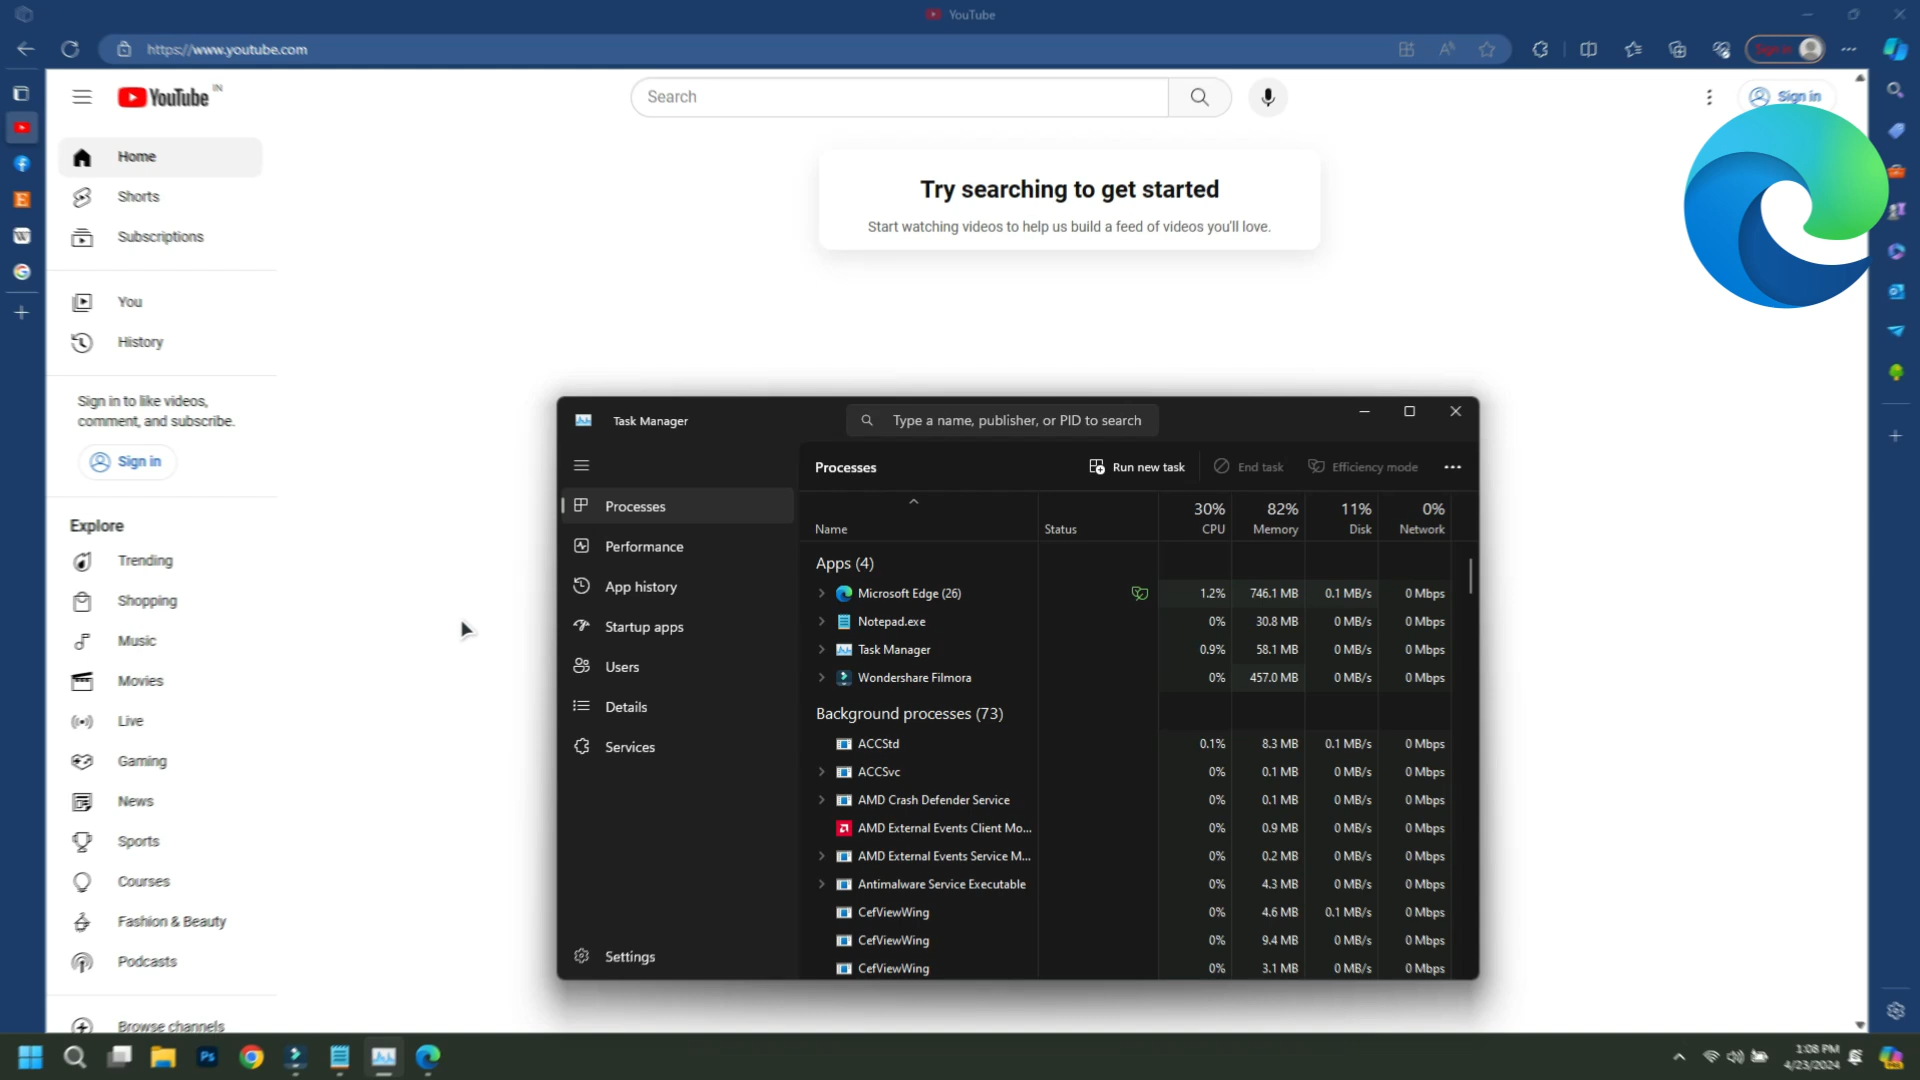 YouTube
https://www.youtube.com
Sign in
YouTube IN
Search
Sign in
Home
Shorts
Subscriptions
You
History
Sign in to like videos,
comment, and subscribe.
Sign in
Explore
Trending
Shopping
Music
Movies
Live
Gaming
News
Sports
Courses
Fashion & Beauty
Podcasts
Browse channels
Try searching to get started
Start watching videos to help us build a feed of videos you'll love.
Task Manager
Type a name, publisher, or PID to search
Processes
Performance
App history
Startup apps
Users
Details
Services
Settings
Processes
Run new task
End task
Efficiency mode
30% 82% 11% 0%
Name Status CPU Memory Disk Network
Apps (4)
Microsoft Edge (26) 1.2% 746.1 MB 0.1 MB/s 0 Mbps
Notepad.exe 0% 30.8 MB 0 MB/s 0 Mbps
Task Manager 0.9% 58.1 MB 0 MB/s 0 Mbps
Wondershare Filmora 0% 457.0 MB 0 MB/s 0 Mbps
Background processes (73)
ACCStd 0.1% 8.3 MB 0.1 MB/s 0 Mbps
ACCSvc 0% 0.1 MB 0 MB/s 0 Mbps
AMD Crash Defender Service 0% 0.1 MB 0 MB/s 0 Mbps
AMD External Events Client Mo... 0% 0.9 MB 0 MB/s 0 Mbps
AMD External Events Service M... 0% 0.2 MB 0 MB/s 0 Mbps
Antimalware Service Executable 0% 4.3 MB 0 MB/s 0 Mbps
CefViewWing 0% 4.6 MB 0.1 MB/s 0 Mbps
CefViewWing 0% 9.4 MB 0 MB/s 0 Mbps
CefViewWing 0% 3.1 MB 0 MB/s 0 Mbps
Ps
1:08 PM
4/23/2024